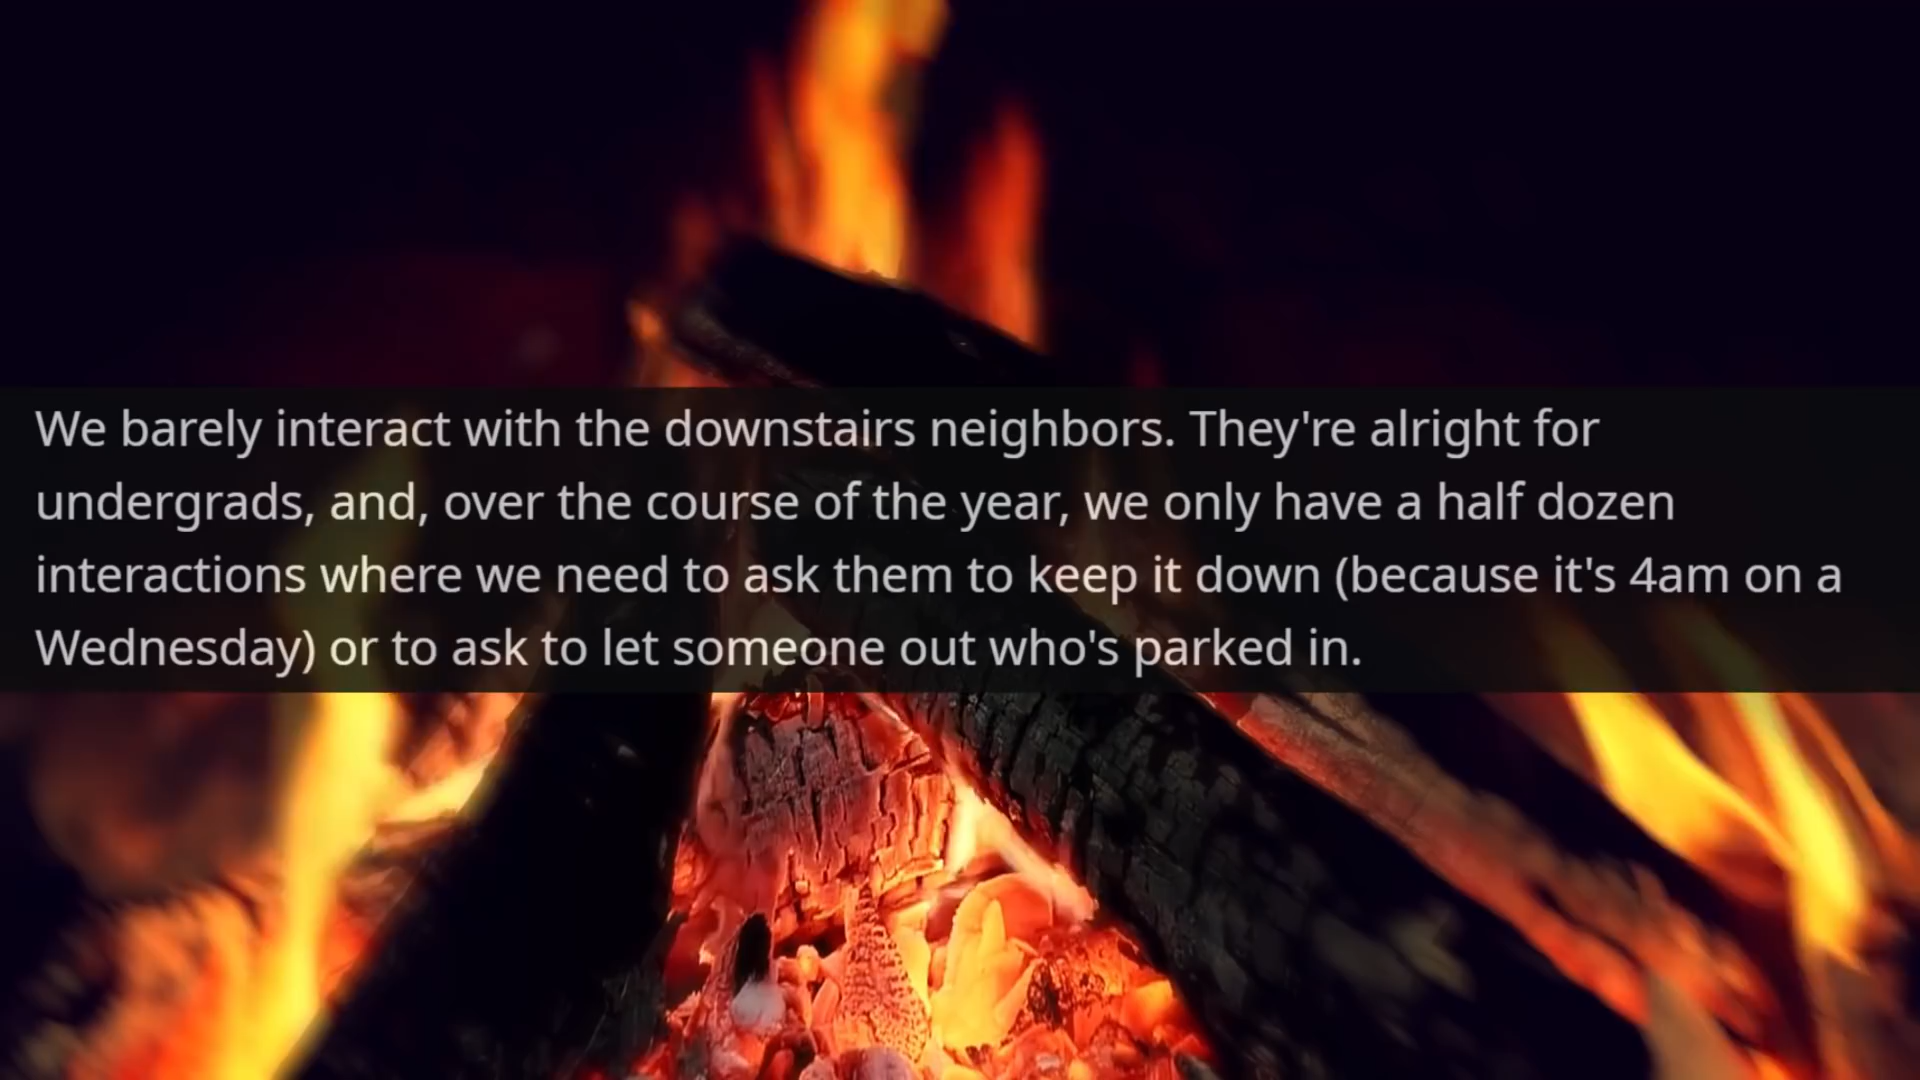 We barely interact with the downstairs neighbors. They're alright for
undergrads, and, over the course of the year, we only have a half dozen
interactions where we need to ask them to keep it down (because it's 4am on a
Wednesday) or to ask to let someone out who's parked in.